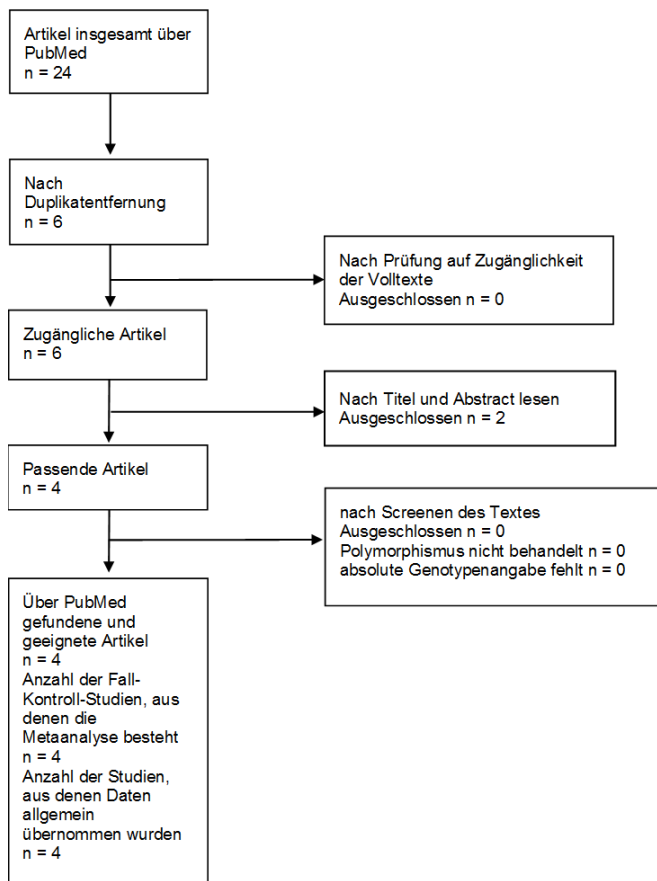 Artikel insgesamt über
PubMed
n = 24
Nach
Duplikatentfernung
n = 6
Nach Prüfung auf Zugänglichkeit
der Volltexte
Ausgeschlossen n = 0
Zugängliche Artikel
n = 6
Nach Titel und Abstract lesen
Ausgeschlossen n = 2
Passende Artikel
n = 4
nach Screenen des Textes
Ausgeschlossen n = 0
Polymorphismus nicht behandelt n = 0
absolute Genotypenangabe fehlt n = 0
Über PubMed
gefundene und
geeignete Artikel
n = 4
Anzahl der Fall-
Kontroll-Studien, aus
denen die
Metaanalyse besteht
n = 4
Anzahl der Studien,
aus denen Daten
allgemein
übernommen wurden
n = 4